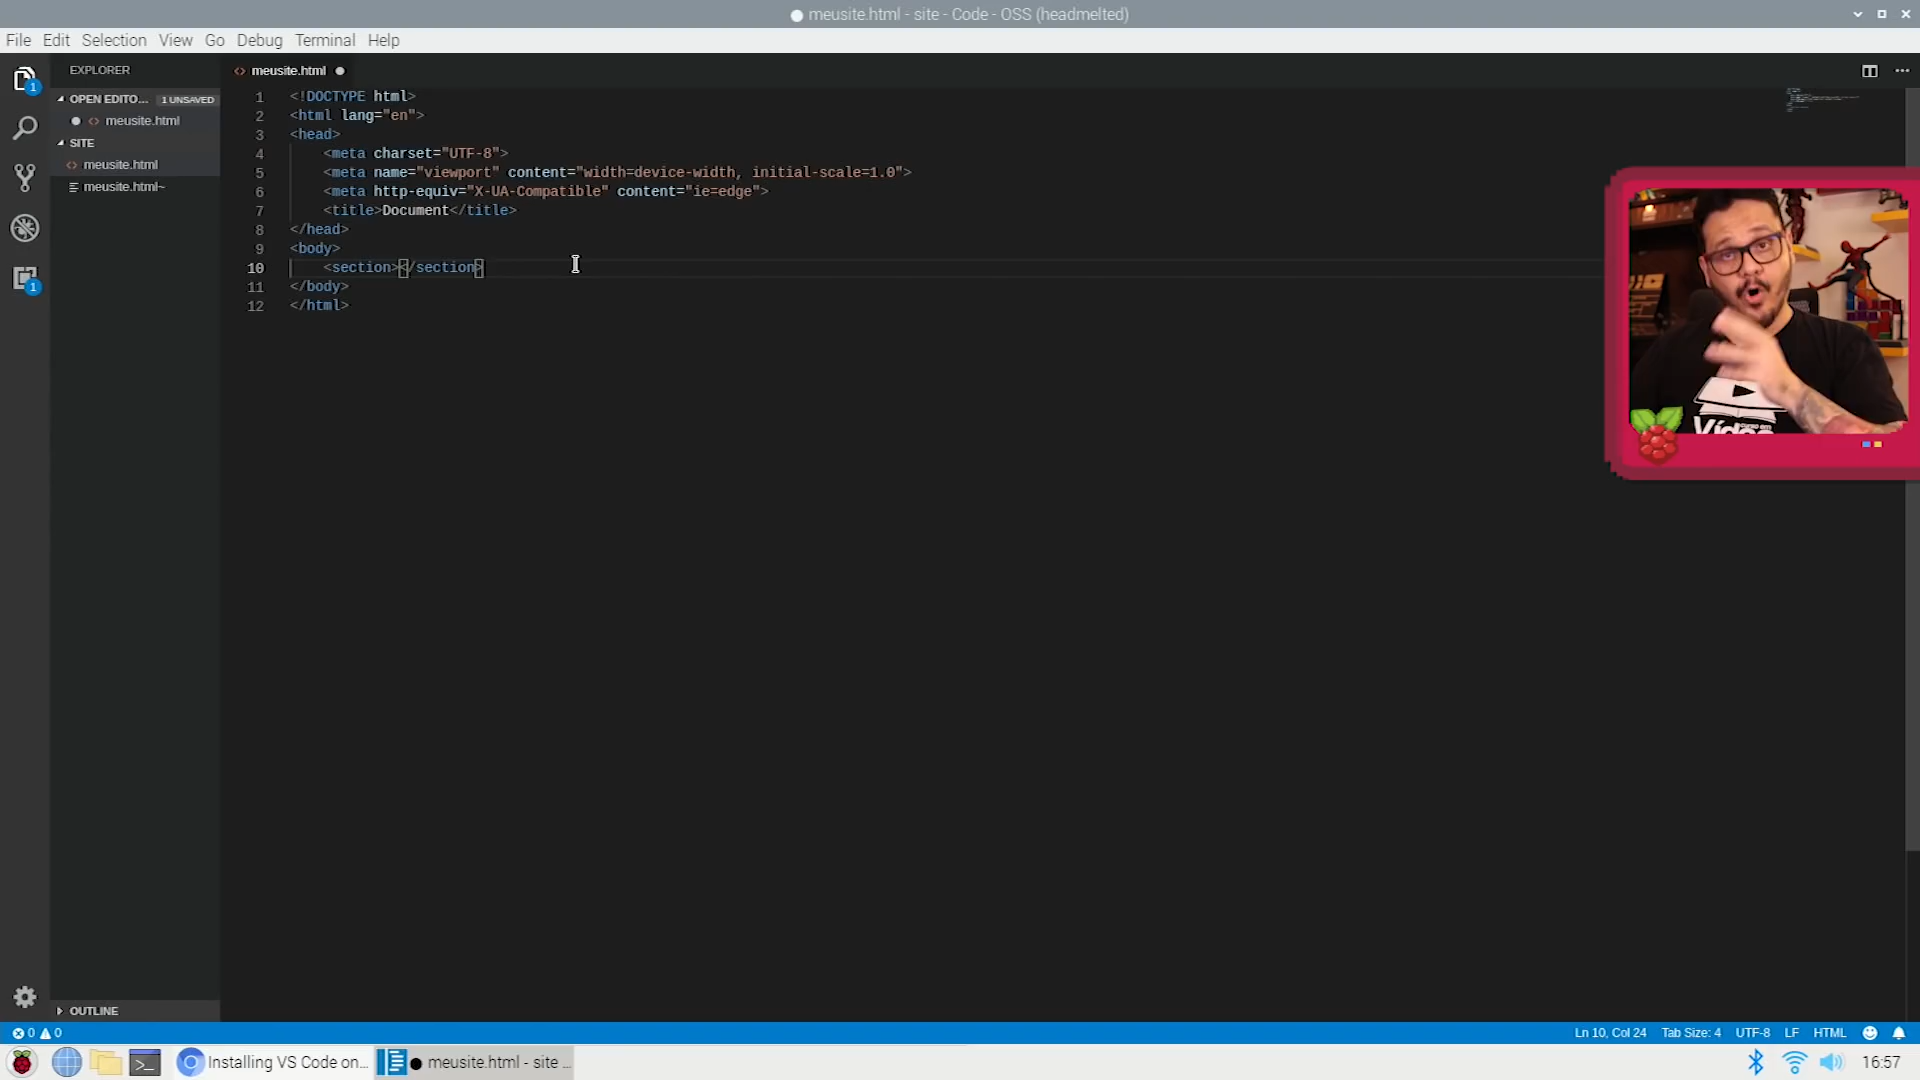 meusite.html - site - Code - OSS (headmelted)
File Edit Selection View Go Debug Terminal Help
EXPLORER
OPEN EDITO... 1 UNSAVED
meusite.html
SITE
meusite.html
meusite.html~
OUTLINE
meusite.html
1 <!DOCTYPE html>
2 <html lang="en">
3 <head>
4 <meta charset="UTF-8">
5 <meta name="viewport" content="width=device-width, initial-scale=1.0">
6 <meta http-equiv="X-UA-Compatible" content="ie=edge">
7 <title>Document</title>
8 </head>
9 <body>
10 <section></section>
11 </body>
12 </html>
1
1
curso em
Vídeo
0 0
Ln 10, Col 24 Tab Size: 4 UTF-8 LF HTML
Installing VS Code on... meusite.html - site ... 16:57